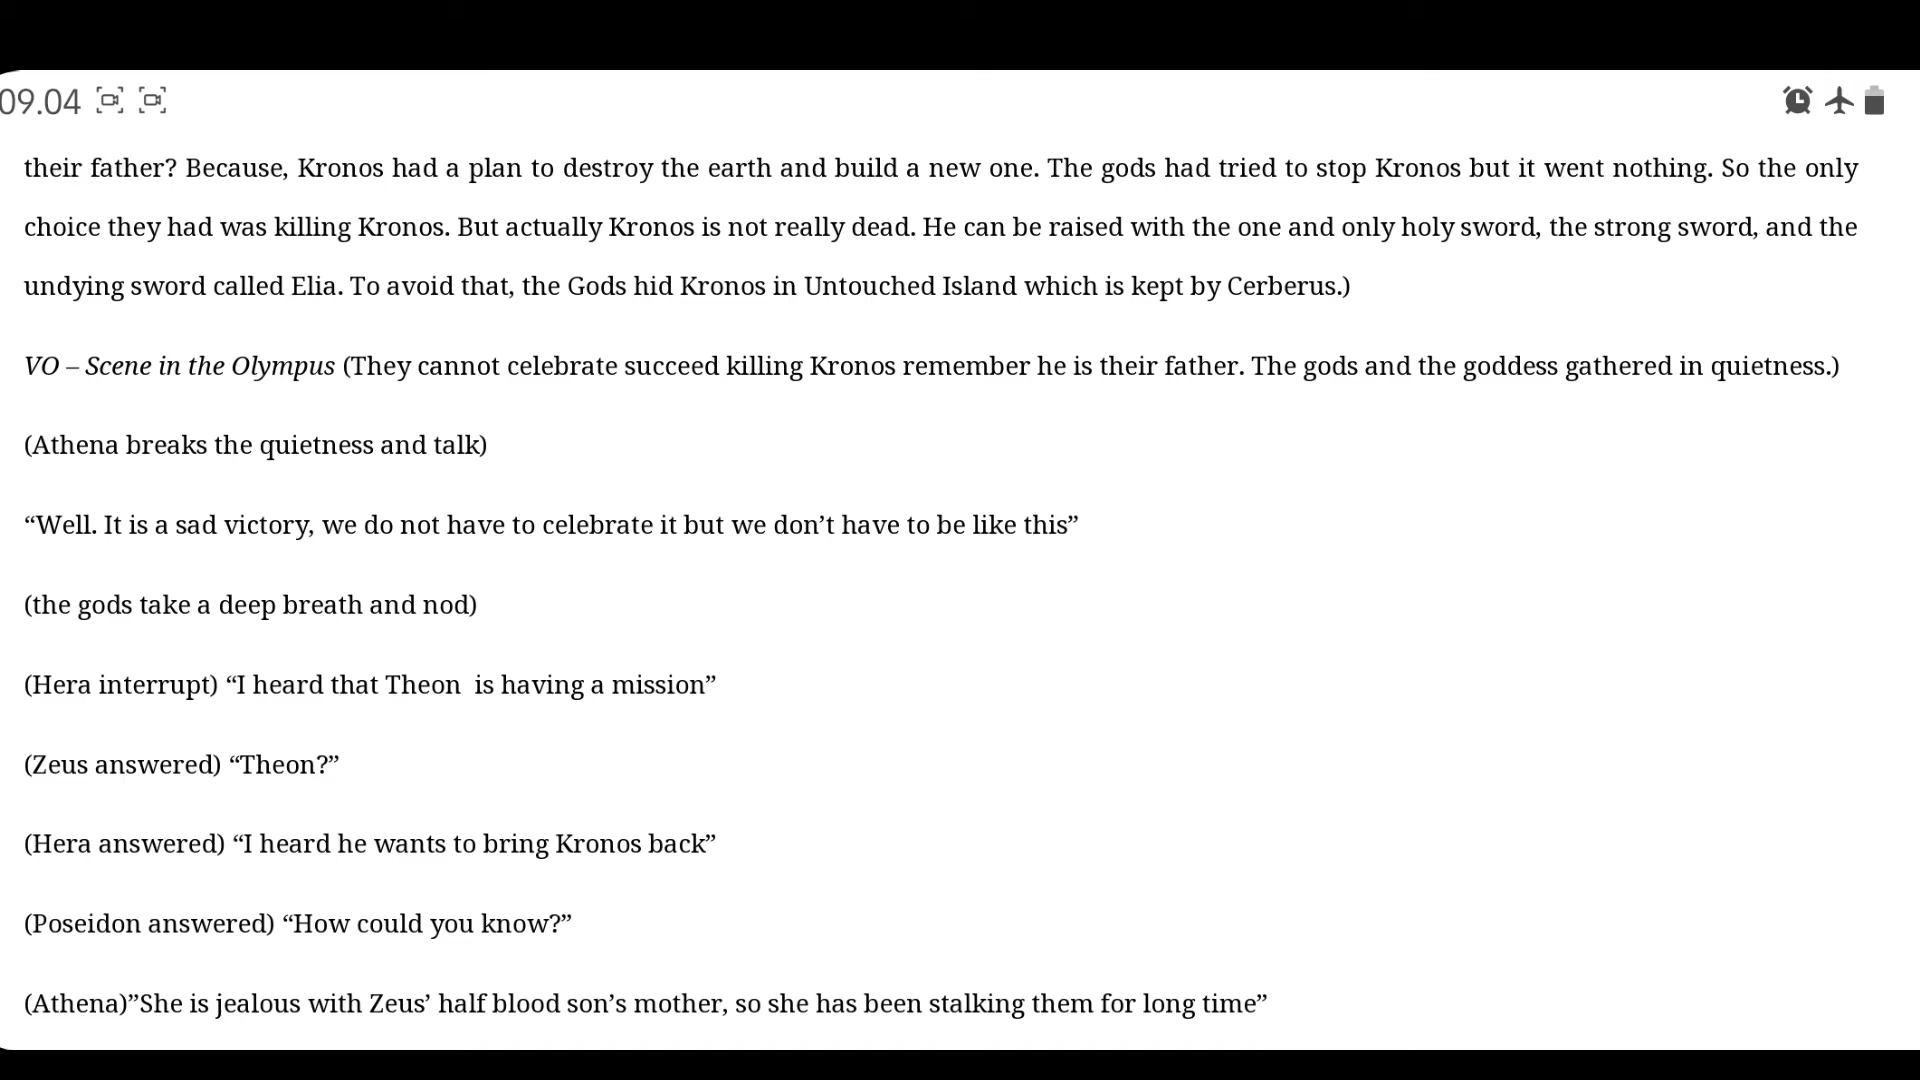 09.04
their father? Because, Kronos had a plan to destroy the earth and build a new one. The gods had tried to stop Kronos but it went nothing. So the only
choice they had was killing Kronos. But actually Kronos is not really dead. He can be raised with the one and only holy sword, the strong sword, and the
undying sword called Elia. To avoid that, the Gods hid Kronos in Untouched Island which is kept by Cerberus.)
VO – Scene in the Olympus (They cannot celebrate succeed killing Kronos remember he is their father. The gods and the goddess gathered in quietness.)
(Athena breaks the quietness and talk)
“Well. It is a sad victory, we do not have to celebrate it but we don’t have to be like this”
(the gods take a deep breath and nod)
(Hera interrupt) “I heard that Theon  is having a mission”
(Zeus answered) “Theon?”
(Hera answered) “I heard he wants to bring Kronos back”
(Poseidon answered) “How could you know?”
(Athena)”She is jealous with Zeus’ half blood son’s mother, so she has been stalking them for long time”